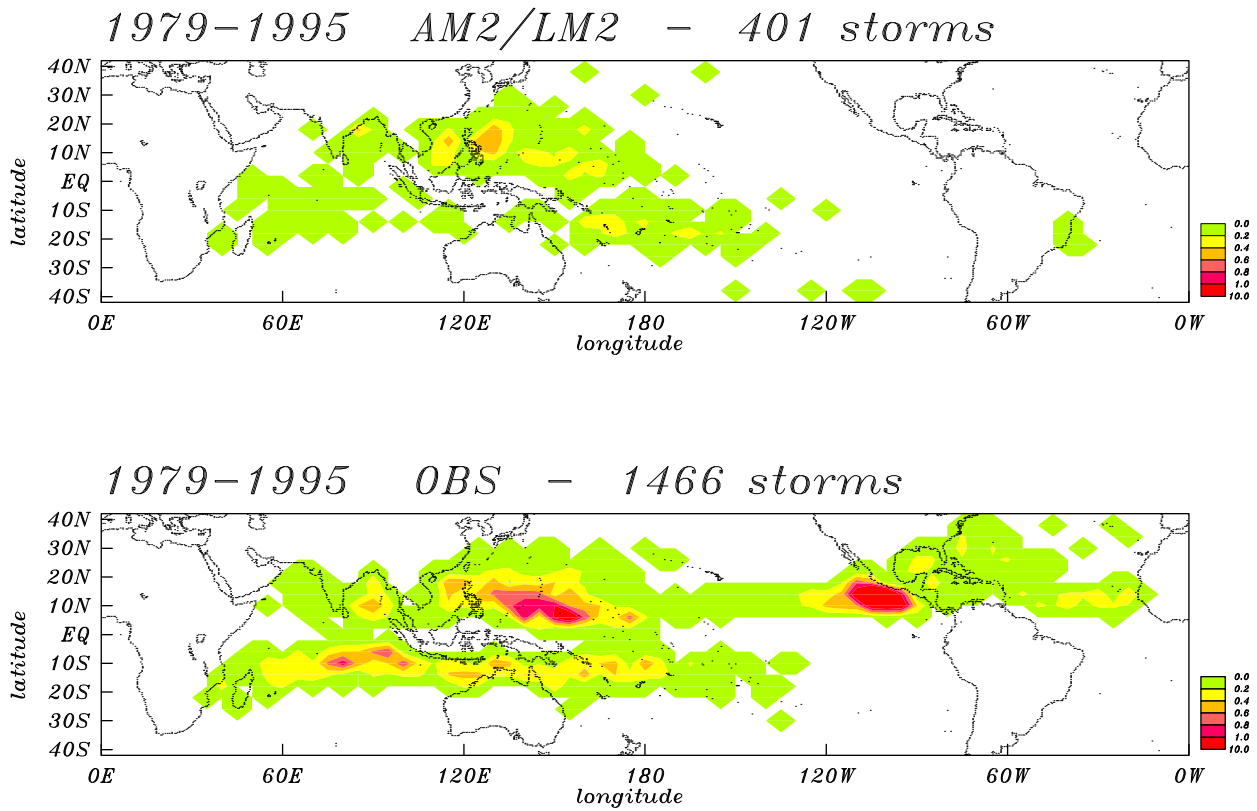 1979-1995 AM2/LM2 - 401 storms
40N
30N
20N
10N
EQ
10S
20S
30S
40S
latitude
0E 60E 120E 180 120W 60W 0W
longitude
0.0
0.2
0.4
0.6
0.8
1.0
10.0
1979-1995 OBS - 1466 storms
40N
30N
20N
10N
EQ
10S
20S
30S
40S
latitude
0E 60E 120E 180 120W 60W 0W
longitude
0.0
0.2
0.4
0.6
0.8
1.0
10.0